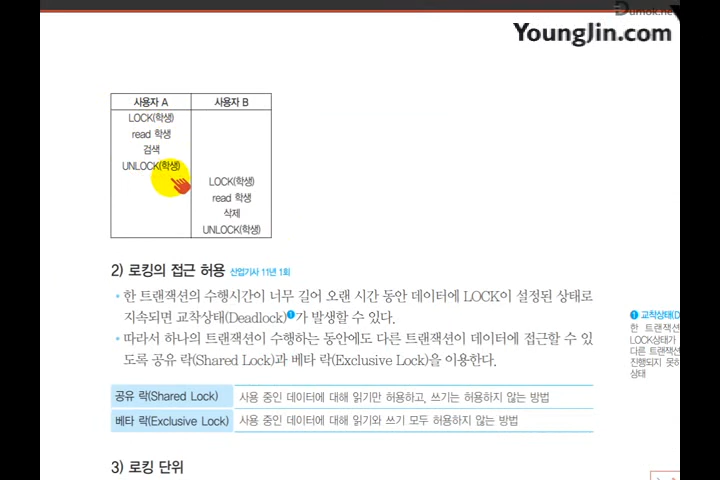 Dumok.ne
YoungJin.com
사용자 A 사용자 B
LOCK(학생)
read 학생
검색
UNLOCK(학생)
LOCK(학생)
read 학생
삭제
UNLOCK(학생)
2) 로킹의 접근 허용 산업기사 11년 1회
• 한 트랜잭션의 수행시간이 너무 길어 오랜 시간 동안 데이터에 LOCK이 설정된 상태로
지속되면 교착상태(Deadlock)❶가 발생할 수 있다.
• 따라서 하나의 트랜잭션이 수행하는 동안에도 다른 트랜잭션이 데이터에 접근할 수 있
도록 공유 락(Shared Lock)과 베타 락(Exclusive Lock)을 이용한다.
❶ 교착상태(D
한 트랜잭션
LOCK상태가
다른 트랜잭션
진행되지 못하
상태
공유 락(Shared Lock) 사용 중인 데이터에 대해 읽기만 허용하고, 쓰기는 허용하지 않는 방법
베타 락(Exclusive Lock) 사용 중인 데이터에 대해 읽기와 쓰기 모두 허용하지 않는 방법
3) 로킹 단위